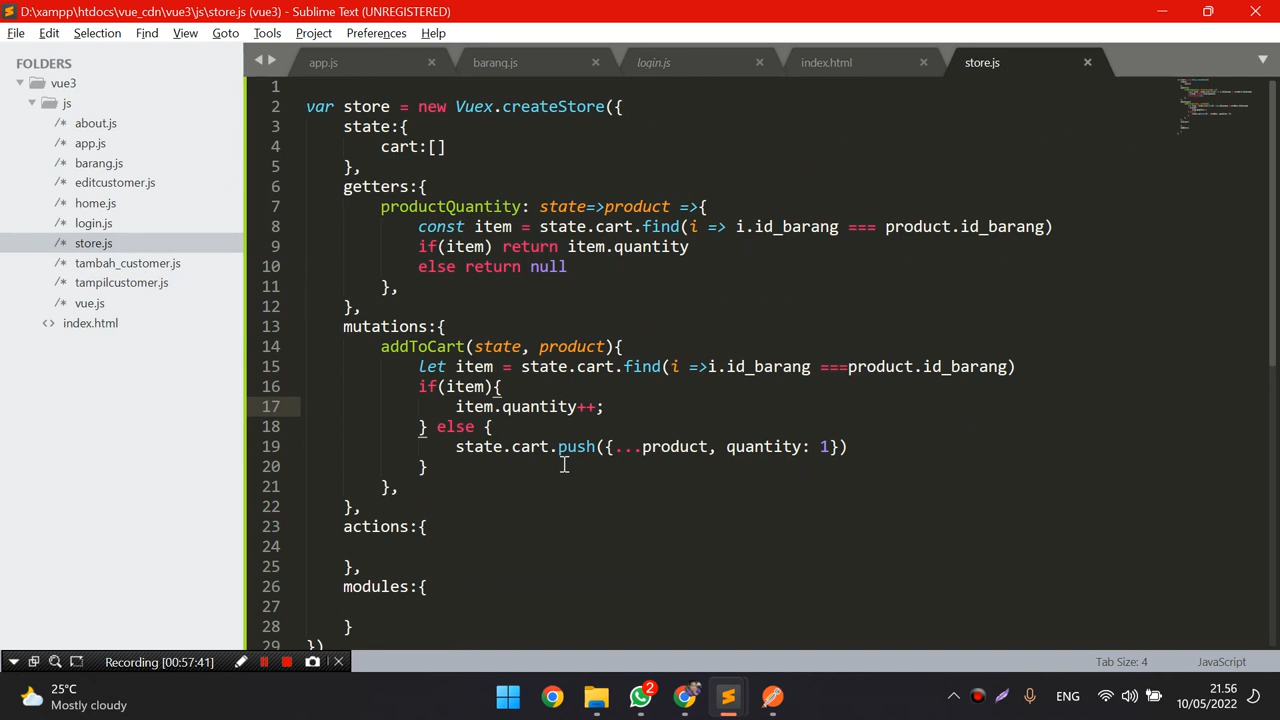 D:\xampp\htdocs\vue_cdn\vue3\js\store.js (vue3) - Sublime Text (UNREGISTERED)
File Edit Selection Find View Goto Tools Project Preferences Help
FOLDERS
vue3
js
/* about.js
/* app.js
/* barang.js
/* editcustomer.js
/* home.js
/* login.js
/* store.js
/* tambah_customer.js
/* tampilcustomer.js
/* vue.js
<> index.html
app.js barang.js login.js index.html store.js
1
2 var store = new Vuex.createStore({
3 state:{
4 cart:[]
5 },
6 getters:{
7 productQuantity: state=>product =>{
8 const item = state.cart.find(i => i.id_barang === product.id_barang)
9 if(item) return item.quantity
10 else return null
11 },
12 },
13 mutations:{
14 addToCart(state, product){
15 let item = state.cart.find(i =>i.id_barang ===product.id_barang)
16 if(item){
17 item.quantity++;
18 } else {
19 state.cart.push({...product, quantity: 1})
20 }
21 },
22 },
23 actions:{
24
25 },
26 modules:{
27
28 }
29 })
Recording [00:57:41]
Tab Size: 4 JavaScript
25°C
Mostly cloudy
2
ENG
21.56
10/05/2022